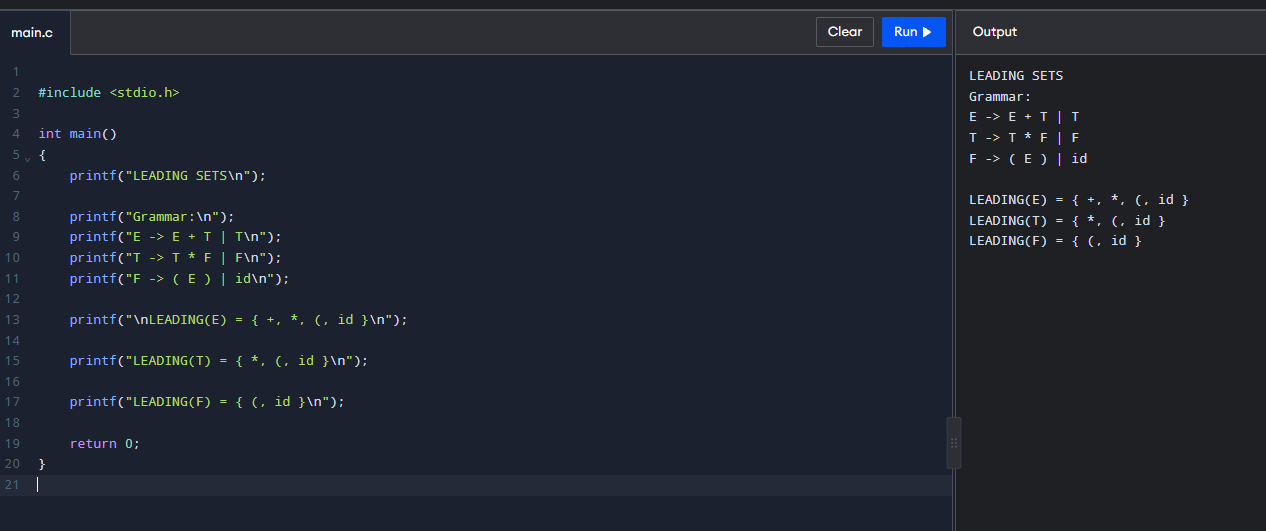 main.c
Clear
Run
Output
1
2 #include <stdio.h>
3
4 int main()
5 {
6 printf("LEADING SETS\n");
7
8 printf("Grammar:\n");
9 printf("E -> E + T | T\n");
10 printf("T -> T * F | F\n");
11 printf("F -> ( E ) | id\n");
12
13 printf("\nLEADING(E) = { +, *, (, id }\n");
14
15 printf("LEADING(T) = { *, (, id }\n");
16
17 printf("LEADING(F) = { (, id }\n");
18
19 return 0;
20 }
21
LEADING SETS
Grammar:
E -> E + T | T
T -> T * F | F
F -> ( E ) | id
LEADING(E) = { +, *, (, id }
LEADING(T) = { *, (, id }
LEADING(F) = { (, id }